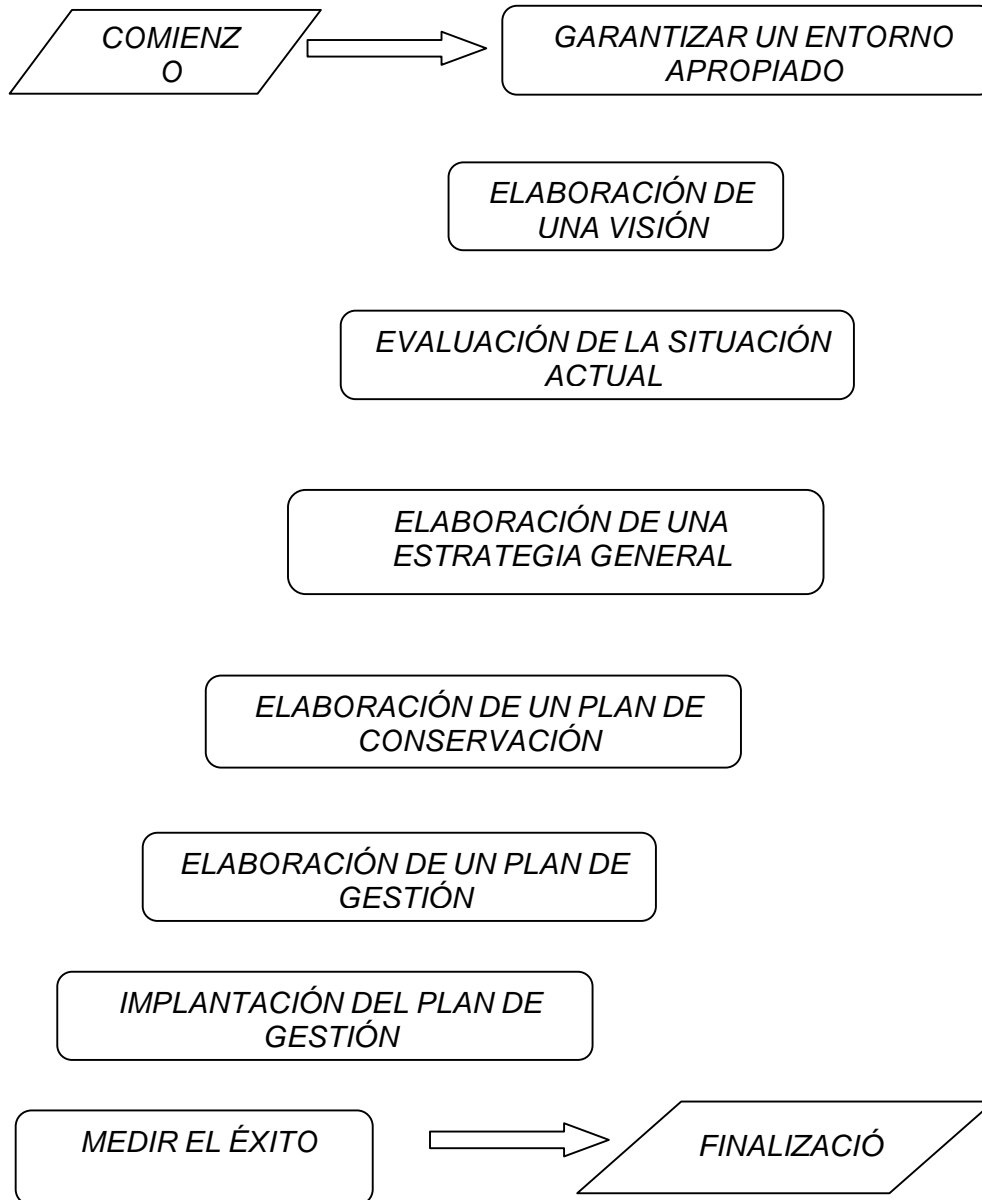 COMIENZ
O
GARANTIZAR UN ENTORNO
APROPIADO
ELABORACIÓN DE
UNA VISIÓN
EVALUACIÓN DE LA SITUACIÓN
ACTUAL
ELABORACIÓN DE UNA
ESTRATEGIA GENERAL
ELABORACIÓN DE UN PLAN DE
CONSERVACIÓN
ELABORACIÓN DE UN PLAN DE
GESTIÓN
IMPLANTACIÓN DEL PLAN DE
GESTIÓN
MEDIR EL ÉXITO
FINALIZACIÓ